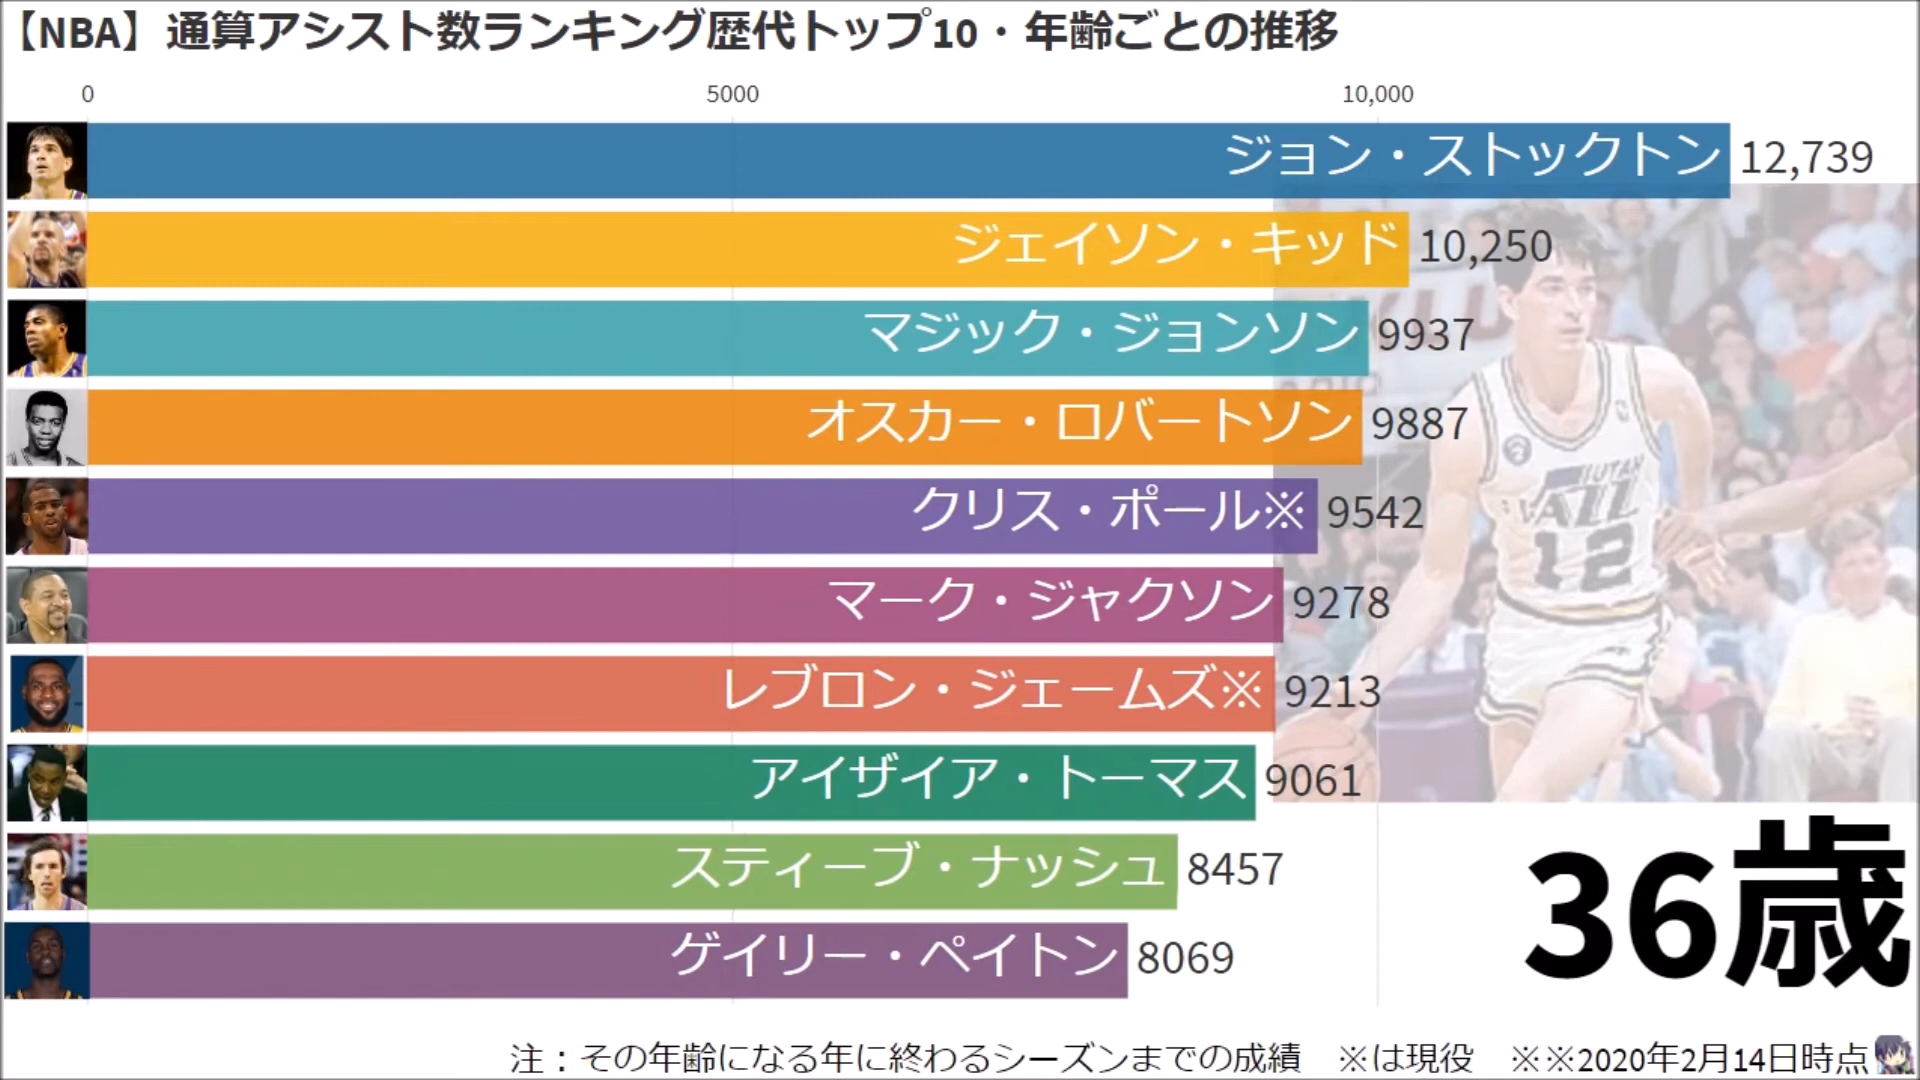 【NBA】通算アシスト数ランキング歴代トップ10・年齢ごとの推移
0 5000 10,000
ジョン・ストックトン 12,739
ジェイソン・キッド 10,250
マジック・ジョンソン 9937
オスカー・ロバートソン 9887
クリス・ポール※ 9542
マーク・ジャクソン 9278
レブロン・ジェームズ※ 9213
アイザイア・トーマス 9061
スティーブ・ナッシュ 8457
ゲイリー・ペイトン 8069
UTAH
JAZZ
12
36歳
注：その年齢になる年に終わるシーズンまでの成績 ※は現役 ※※2020年2月14日時点